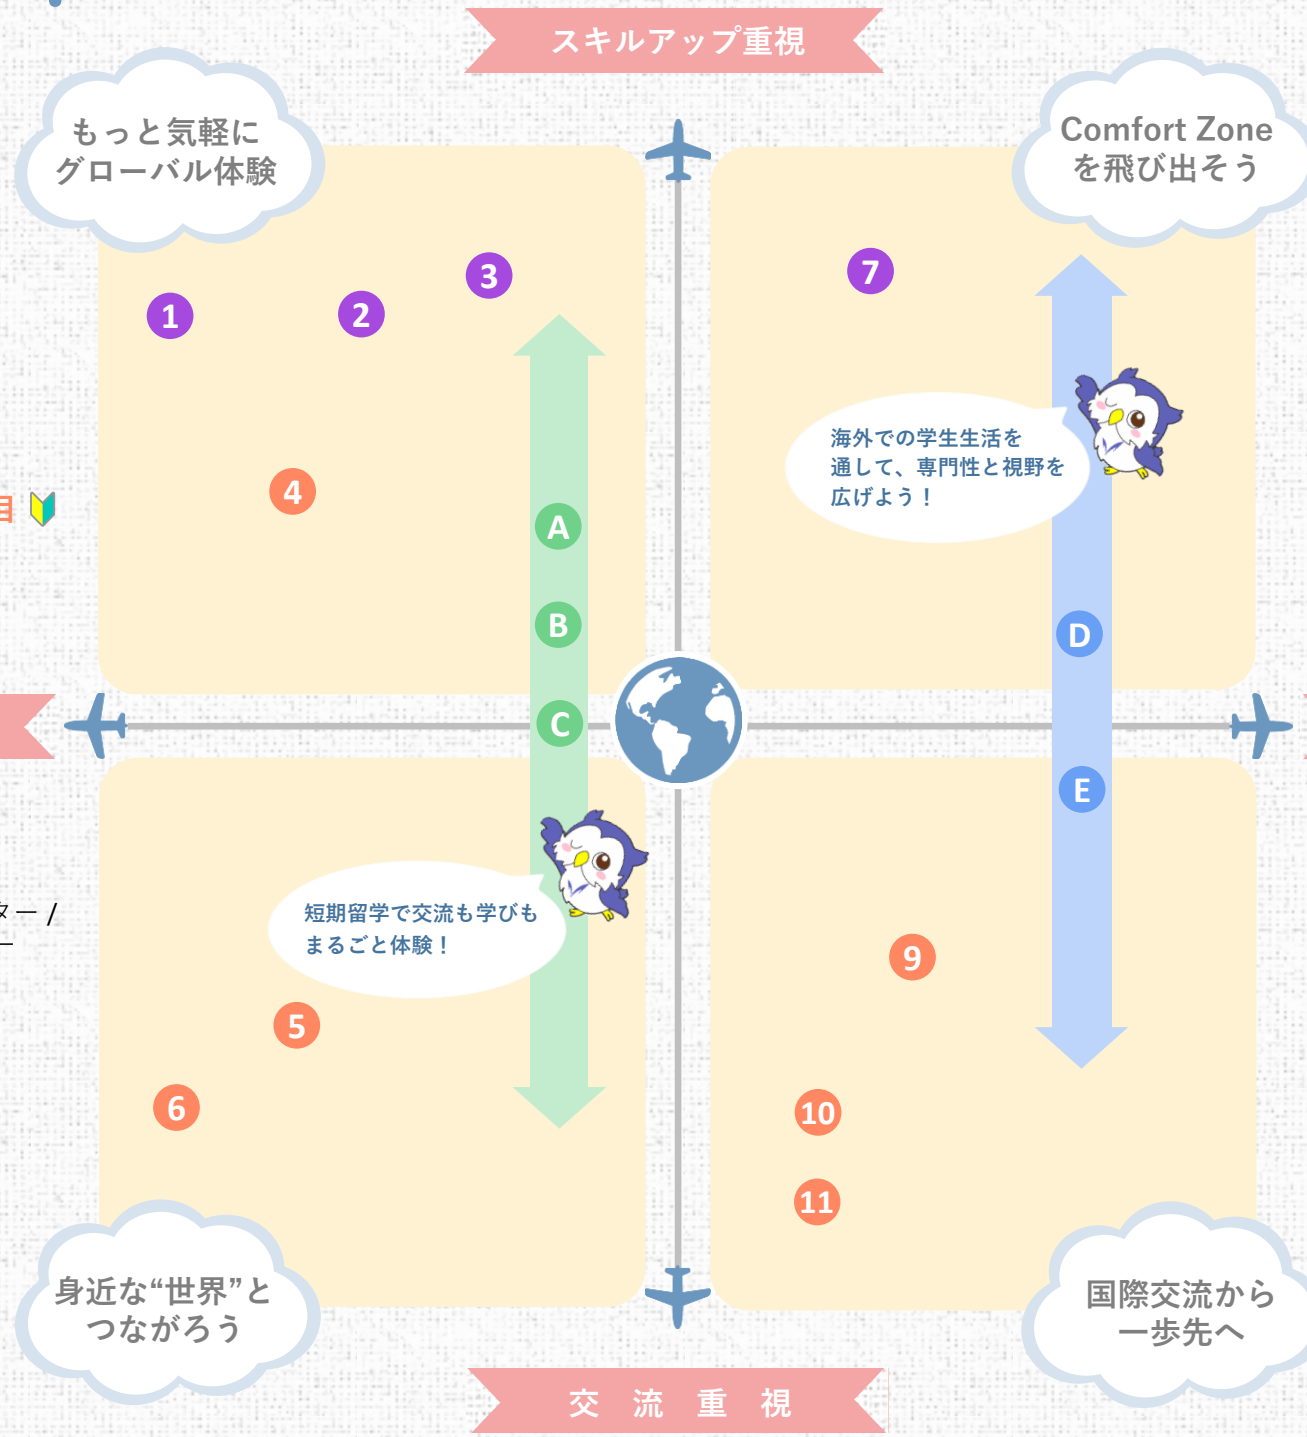 スキルアップ重視
もっと気軽に
グローバル体験
Comfort Zone
を飛び出そう
3
7
1
2
海外での学生生活を
通して、専門性と視野を
広げよう！
4
目
A
B
D
C
E
ター /
ー
短期留学で交流も学びも
まるごと体験！
9
5
6
10
11
身近な“世界”と
つながろう
国際交流から
一歩先へ
交 流 重 視